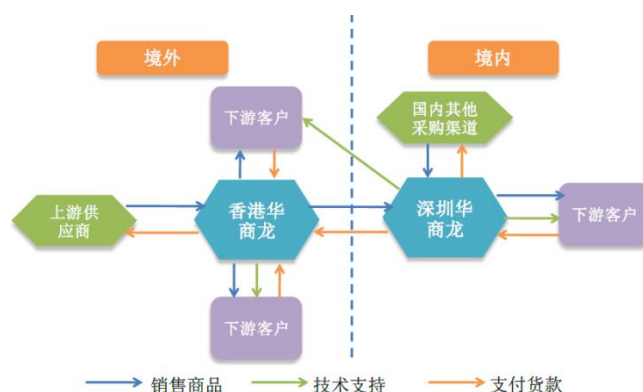 境外
境内
下游客户
国内其他
采购渠道
上游供
应商
香港华
商龙
深圳华
商龙
下游客户
下游客户
销售商品
技术支持
支付货款